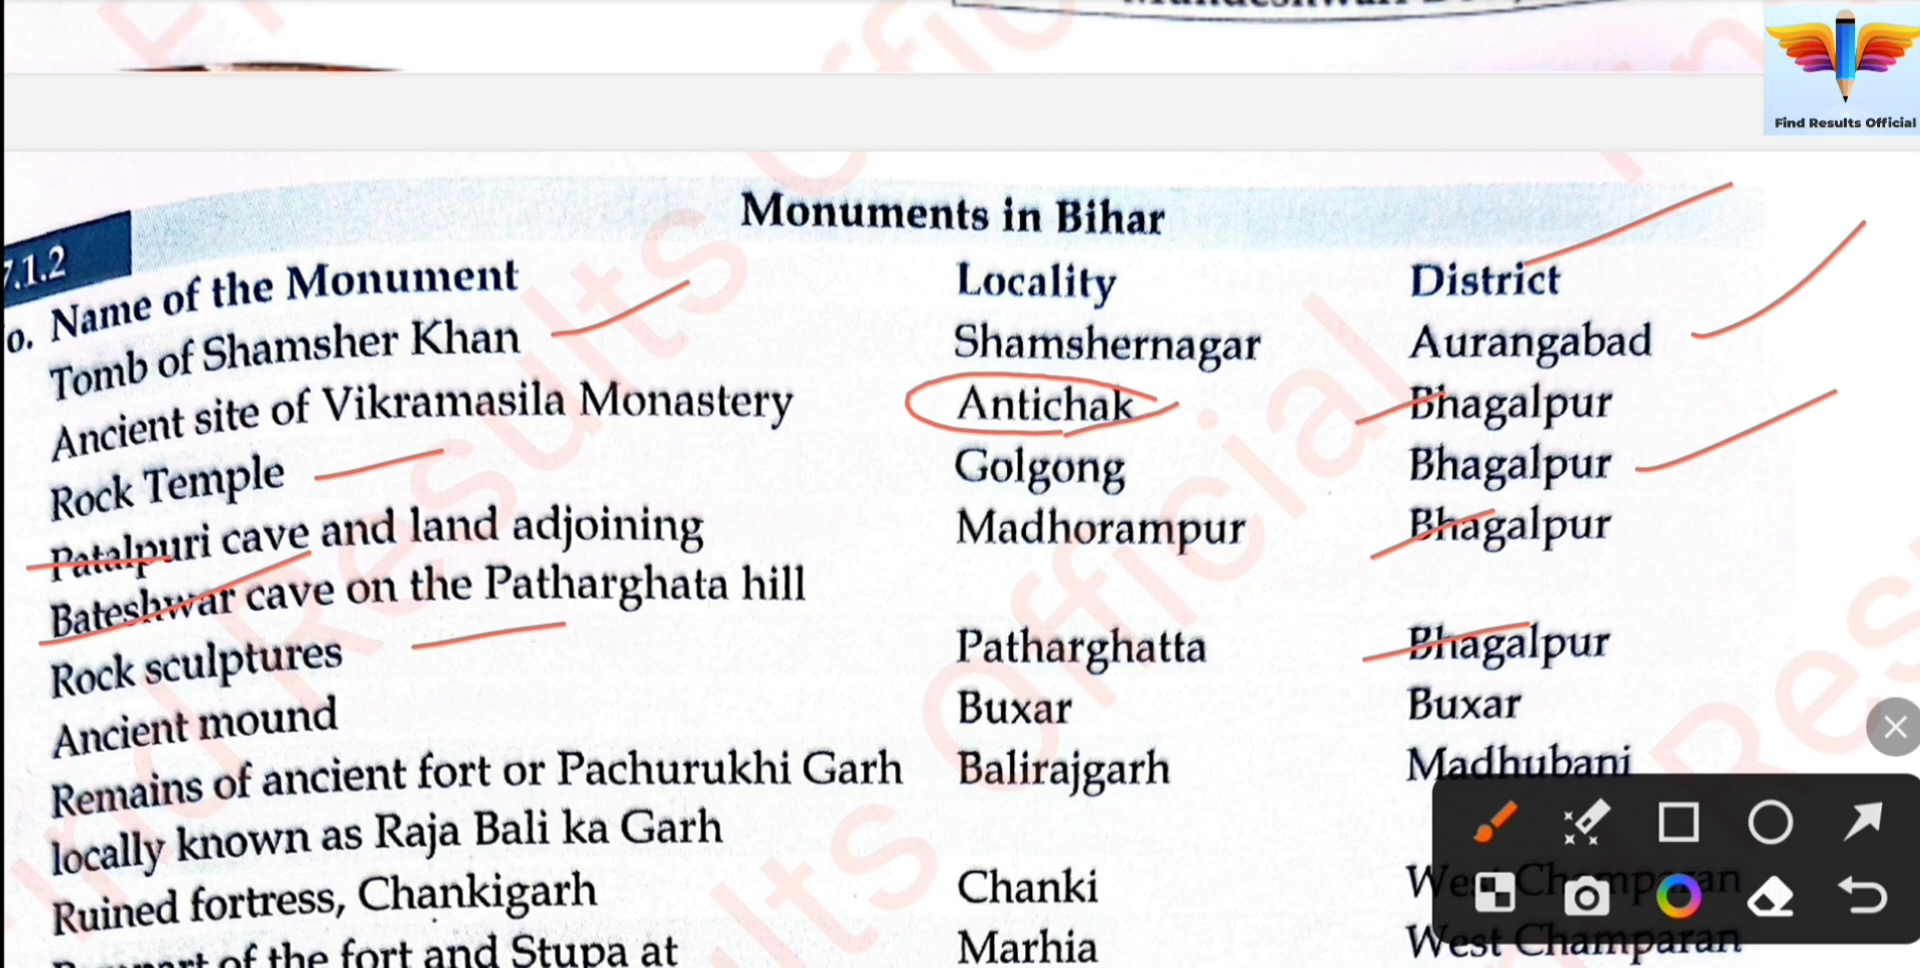 Find Results Official
Monuments in Bihar
7.1.2
o. Name of the Monument Locality District
Tomb of Shamsher Khan Shamshernagar Aurangabad
Ancient site of Vikramasila Monastery Antichak Bhagalpur
Rock Temple Golgong Bhagalpur
Patalpuri cave and land adjoining Madhorampur Bhagalpur
Bateshwar cave on the Patharghata hill
Rock sculptures Patharghatta Bhagalpur
Ancient mound Buxar Buxar
Remains of ancient fort or Pachurukhi Garh Balirajgarh Madhubani
locally known as Raja Bali ka Garh
Ruined fortress, Chankigarh Chanki West Champaran
of the fort and Stupa at Marhia West Champaran